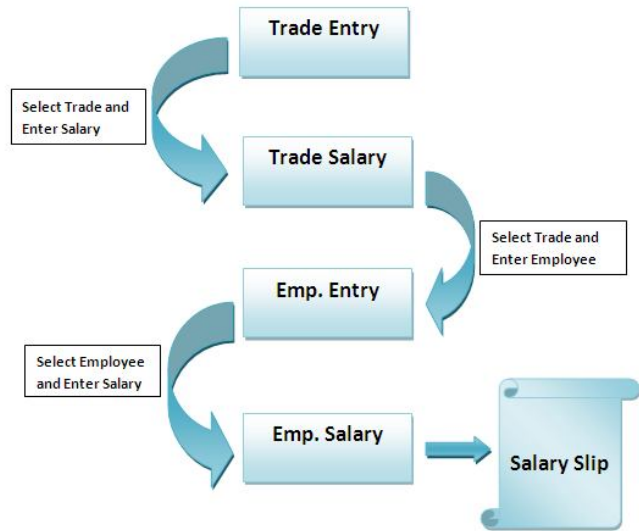 Trade Entry
Select Trade and
Enter Salary
Trade Salary
Select Trade and
Enter Employee
Emp. Entry
Select Employee
and Enter Salary
Emp. Salary
Salary Slip